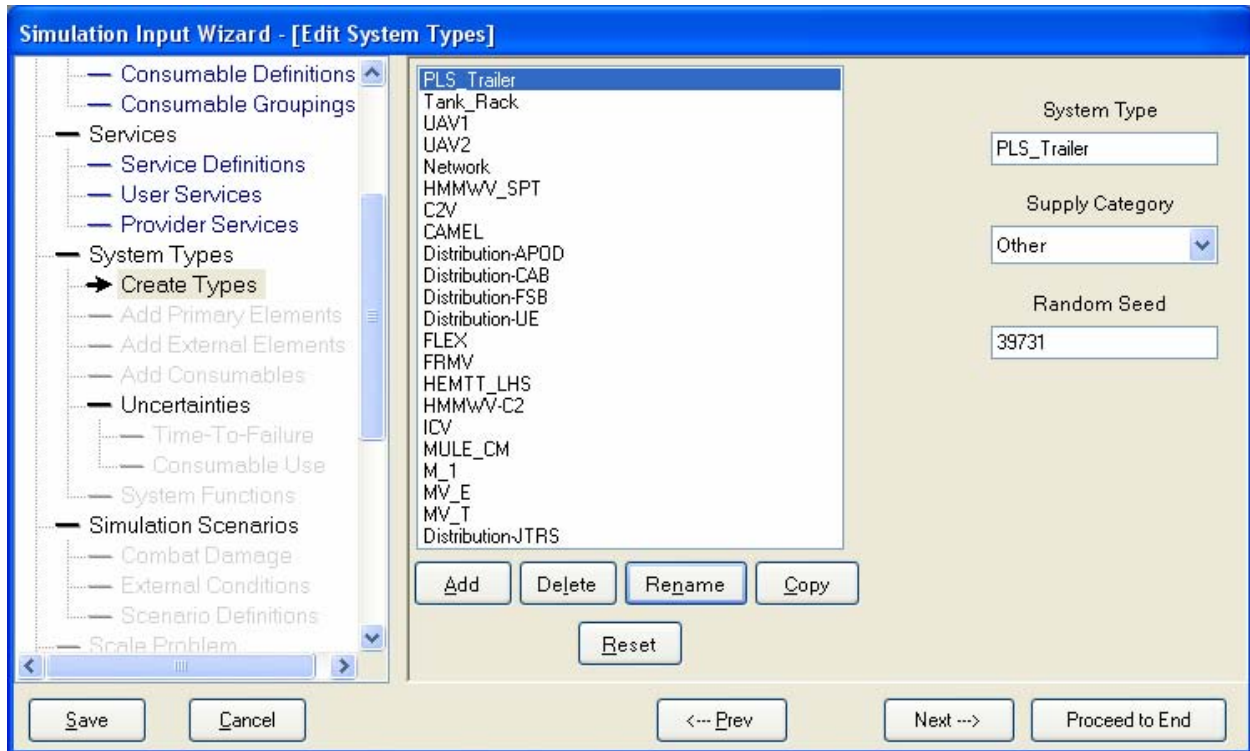 Simulation Input Wizard - [Edit System Types]
Consumable Definitions
Consumable Groupings
Services
Service Definitions
User Services
Provider Services
System Types
Create Types
Add Primary Elements
Add External Elements
Add Consumables
Uncertainties
Time-To-Failure
Consumable Use
System Functions
Simulation Scenarios
Combat Damage
External Conditions
Scenario Definitions
Scale Problem
PLS_Trailer
Tank_Rack
UAV1
UAV2
Network
HMMWV_SPT
C2V
CAMEL
Distribution-APOD
Distribution-CAB
Distribution-FSB
Distribution-UE
FLEX
FRMV
HEMTT_LHS
HMMWV-C2
ICV
MULE_CM
M_1
MV_E
MV_T
Distribution-JTRS
Add Delete Rename Copy
Reset
System Type
PLS_Trailer
Supply Category
Other
Random Seed
39731
Save Cancel <--- Prev Next ---> Proceed to End